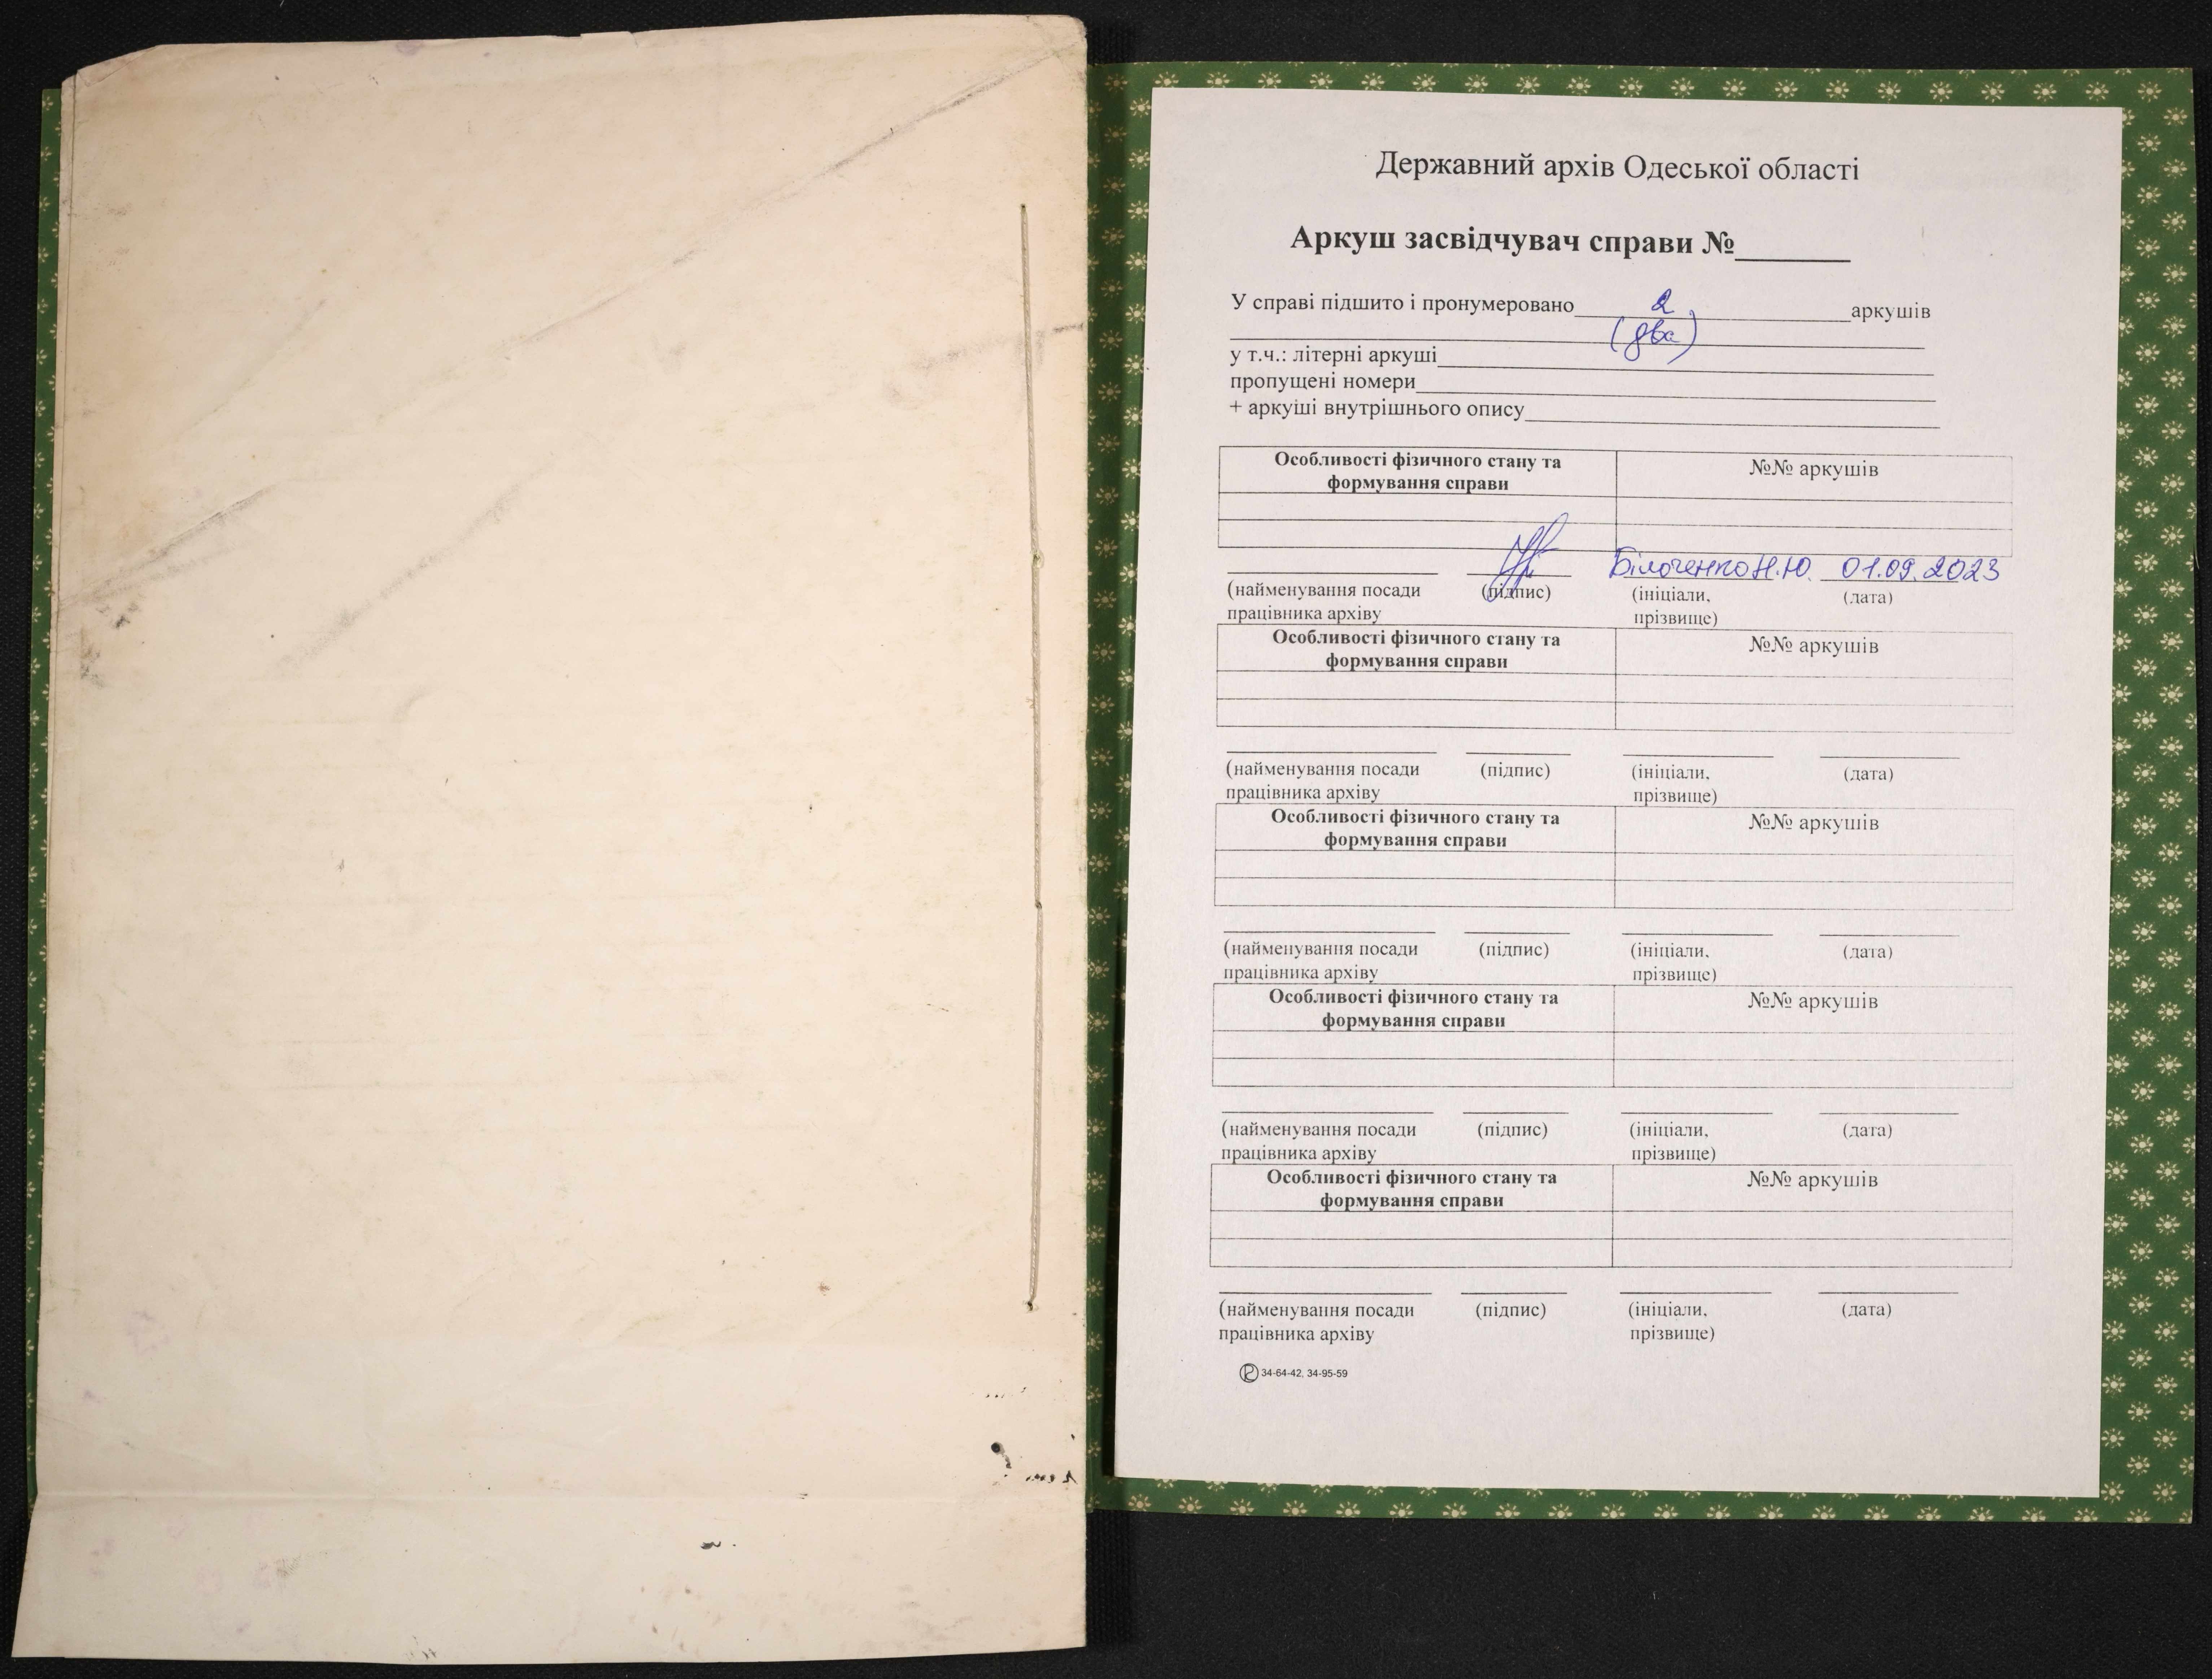 Державний архів Одеської області
Аркуш засвідчувач справи №
У справі підшито і пронумеровано 2 аркушів
(два)
у т.ч.: літерні аркуші
пропущені номери
+ аркуші внутрішнього опису
Особливості фізичного стану та формування справи №№ аркушів
Білоченко Н.Ю. 01.09.2023
(найменування посади (підпис) (ініціали, (дата)
працівника архіву прізвище)
Особливості фізичного стану та формування справи №№ аркушів
(найменування посади (підпис) (ініціали, (дата)
працівника архіву прізвище)
Особливості фізичного стану та формування справи №№ аркушів
(найменування посади (підпис) (ініціали, (дата)
працівника архіву прізвище)
Особливості фізичного стану та формування справи №№ аркушів
(найменування посади (підпис) (ініціали, (дата)
працівника архіву прізвище)
Особливості фізичного стану та формування справи №№ аркушів
(найменування посади (підпис) (ініціали, (дата)
працівника архіву прізвище)
34-64-42, 34-95-59